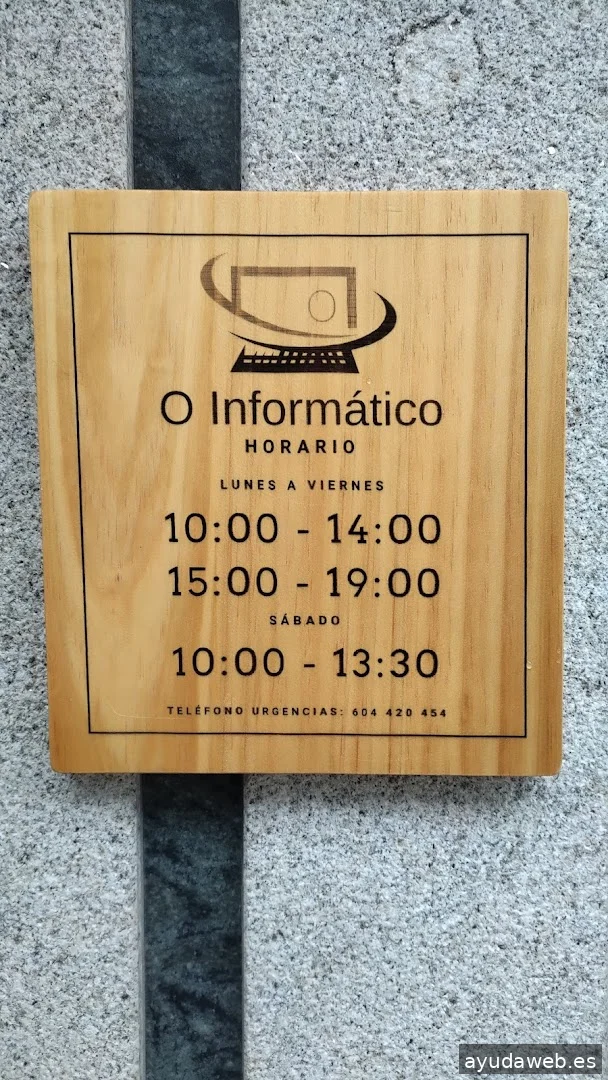 O Informático
HORARIO
LUNES A VIERNES
10:00 - 14:00
15:00 - 19:00
SÁBADO
10:00 - 13:30
TELÉFONO URGENCIAS: 604 420 454
ayudaweb.es